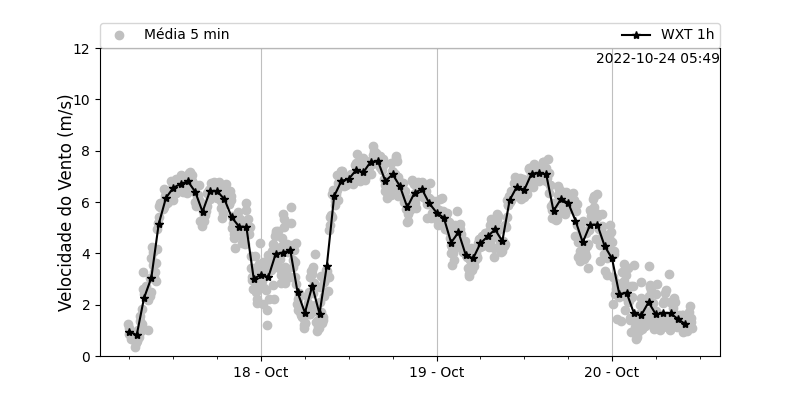 Média 5 min
WXT 1h
2022-10-24 05:49
Velocidade do Vento (m/s)
12
10
8
6
4
2
0
18 - Oct
19 - Oct
20 - Oct